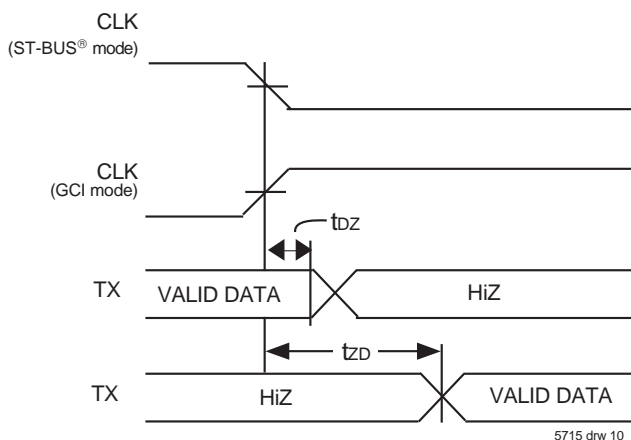 CLK
(ST-BUS® mode)
CLK
(GCI mode)
tDZ
TX
VALID DATA
HiZ
tZD
TX
HiZ
VALID DATA
5715 drw 10